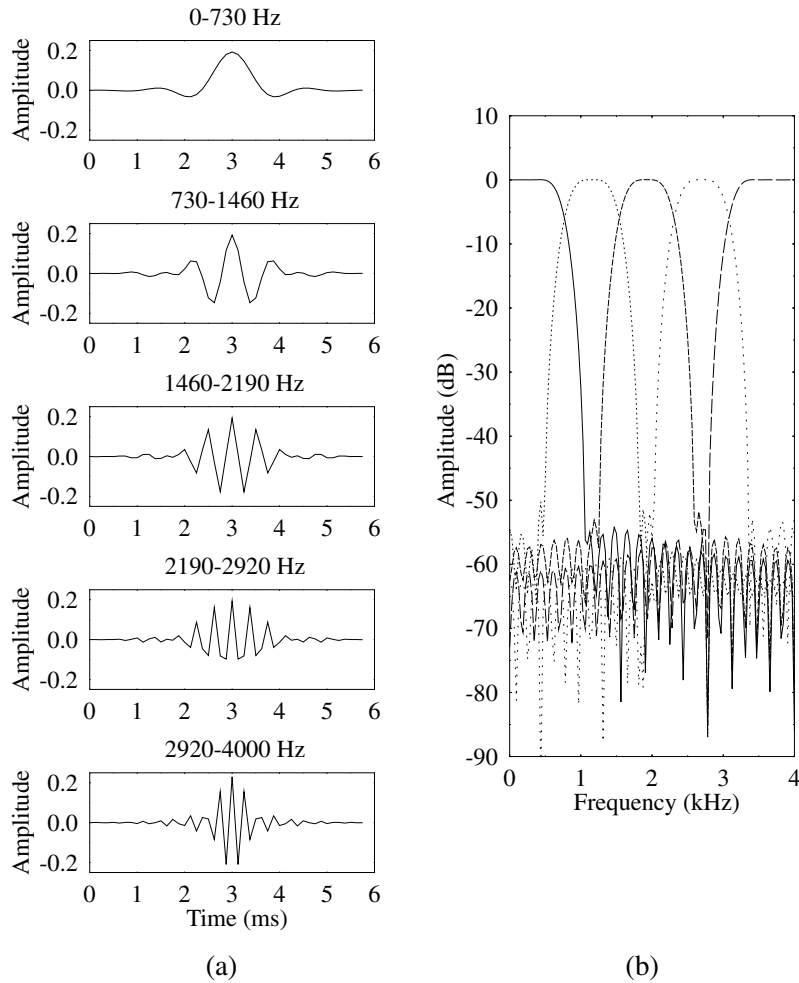 0-730 Hz
Amplitude
0.2
0.0
-0.2
0 1 2 3 4 5 6
730-1460 Hz
Amplitude
0.2
0.0
-0.2
0 1 2 3 4 5 6
1460-2190 Hz
Amplitude
0.2
0.0
-0.2
0 1 2 3 4 5 6
2190-2920 Hz
Amplitude
0.2
0.0
-0.2
0 1 2 3 4 5 6
2920-4000 Hz
Amplitude
0.2
0.0
-0.2
0 1 2 3 4 5 6
Time (ms)
(a)
Amplitude (dB)
10
0
-10
-20
-30
-40
-50
-60
-70
-80
-90
0 1 2 3 4
Frequency (kHz)
(b)